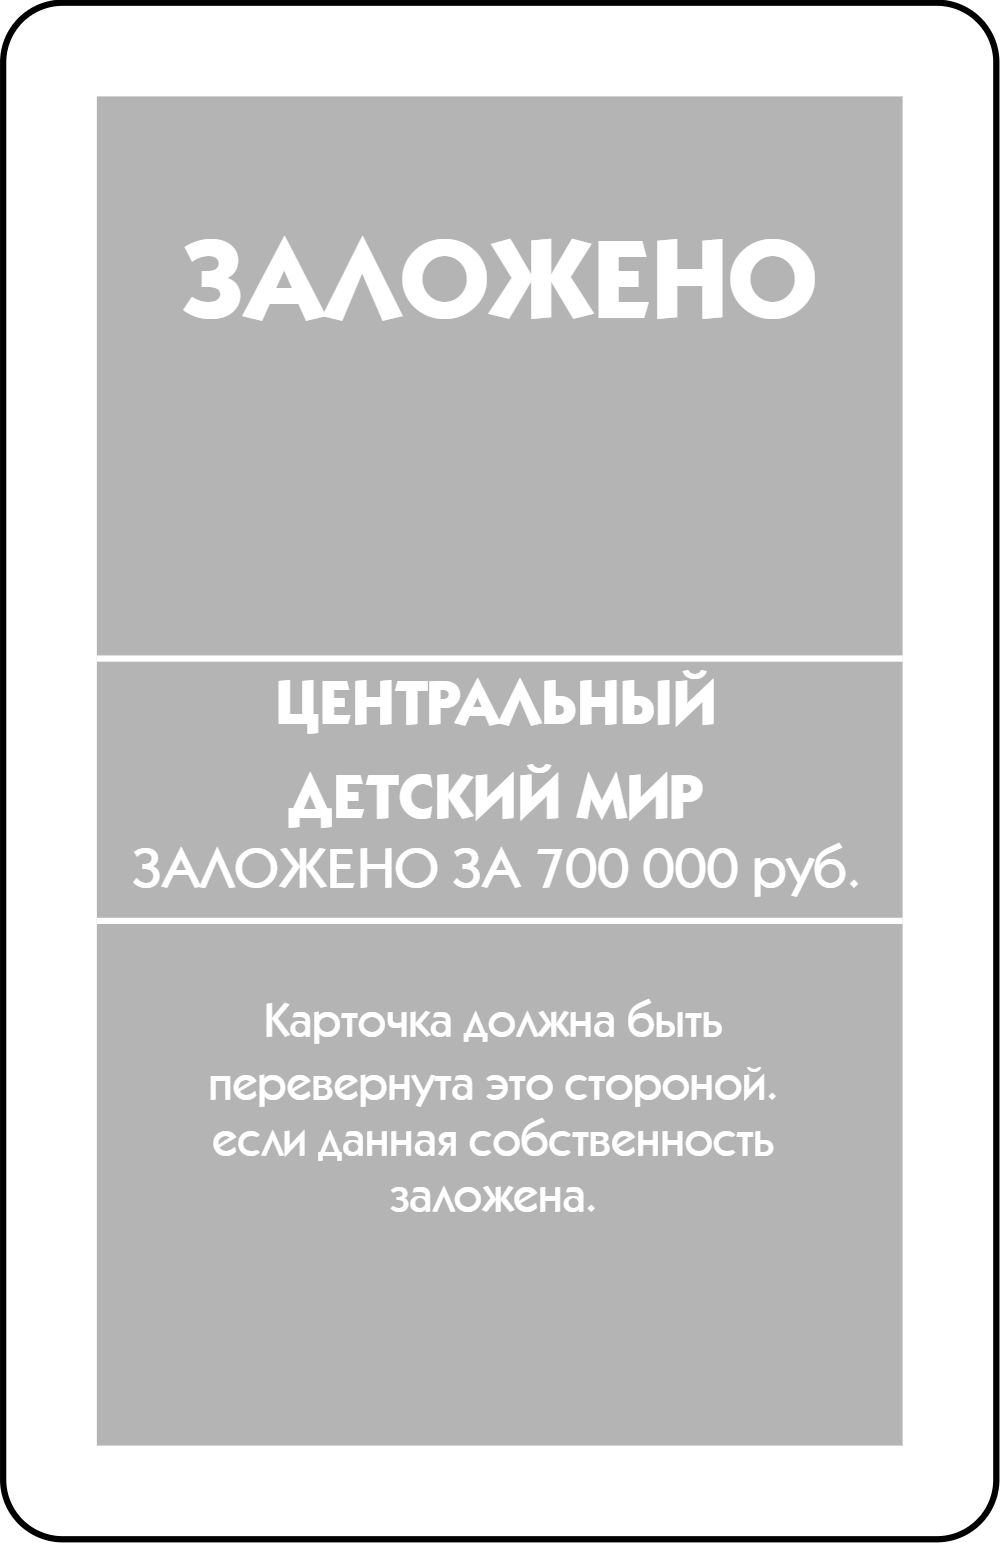 ЗАЛОЖЕНО
ЦЕНТРАЛЬНЫЙ
ДЕТСКИЙ МИР
ЗАЛОЖЕНО ЗА 700 000 руб.
Карточка должна быть
перевернута это стороной.
если данная собственность
заложена.